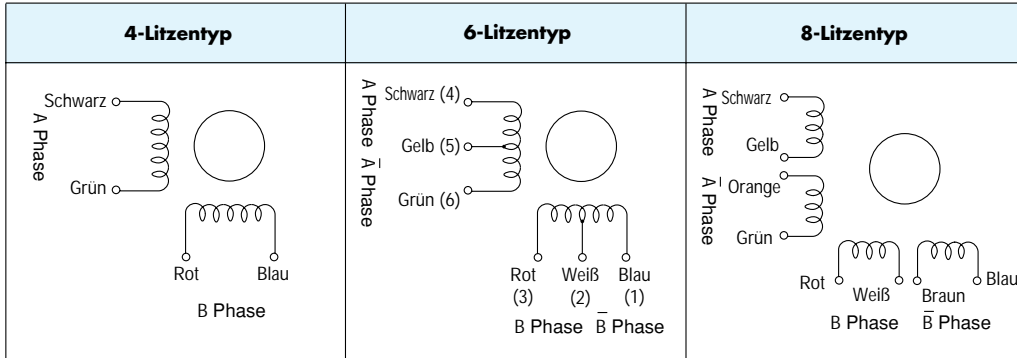 4-Litzentyp
6-Litzentyp
8-Litzentyp
Schwarz
A Phase
Grün
Rot
Blau
B Phase
A Phase
A̅ Phase
Schwarz (4)
Gelb (5)
Grün (6)
Rot
(3)
Weiß
(2)
Blau
(1)
B Phase
B̅ Phase
A Phase
A̅ Phase
Schwarz
Gelb
Orange
Grün
Rot
Weiß
Braun
Blau
B Phase
B̅ Phase